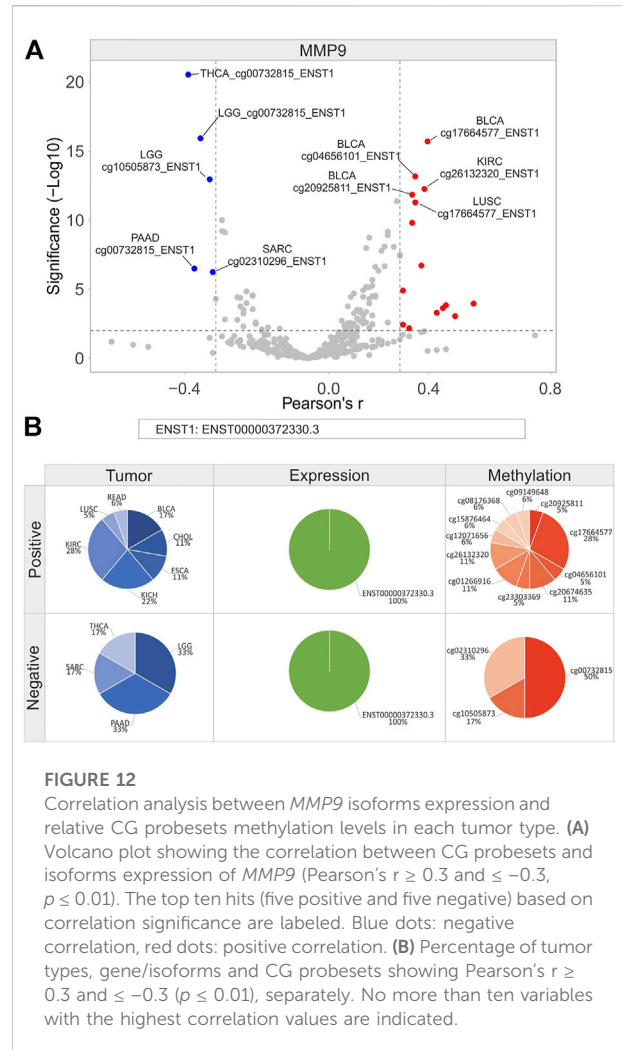 A
MMP9
Significance (−Log10)
20
15
10
5
0
THCA_cg00732815_ENST1
LGG_cg00732815_ENST1
LGG
cg10505873_ENST1
PAAD
cg00732815_ENST1
SARC
cg02310296_ENST1
BLCA
cg17664577_ENST1
BLCA
cg04656101_ENST1
KIRC
cg26132320_ENST1
BLCA
cg20925811_ENST1
LUSC
cg17664577_ENST1
−0.4
0.0
0.4
0.8
Pearson's r
ENST1: ENST00000372330.3
B
Tumor
Expression
Methylation
Positive
READ
6%
BLCA
17%
LUSC
5%
CHOL
11%
KIRC
28%
ESCA
11%
KICH
22%
ENST00000372330.3
100%
cg09149648
6%
cg08176368
6%
cg20925811
5%
cg15876464
6%
cg17664577
28%
cg12071656
6%
cg26132320
11%
cg04656101
5%
cg01266916
11%
cg20674635
11%
cg23303369
5%
Negative
THCA
17%
LGG
33%
SARC
17%
PAAD
33%
ENST00000372330.3
100%
cg02310296
33%
cg00732815
50%
cg10505873
17%
FIGURE 12
Correlation analysis between MMP9 isoforms expression and
relative CG probesets methylation levels in each tumor type. (A)
Volcano plot showing the correlation between CG probesets and
isoforms expression of MMP9 (Pearson's r ≥ 0.3 and ≤ −0.3,
p ≤ 0.01). The top ten hits (five positive and five negative) based on
correlation significance are labeled. Blue dots: negative
correlation, red dots: positive correlation. (B) Percentage of tumor
types, gene/isoforms and CG probesets showing Pearson's r ≥
0.3 and ≤ −0.3 (p ≤ 0.01), separately. No more than ten variables
with the highest correlation values are indicated.